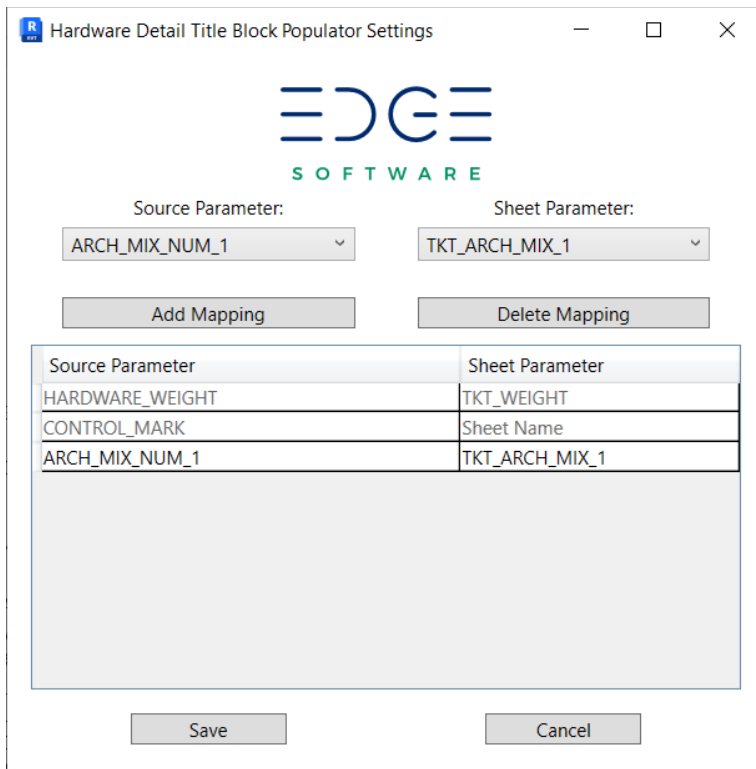 R
RVT
Hardware Detail Title Block Populator Settings
EDGE
SOFTWARE
Source Parameter: Sheet Parameter:
ARCH_MIX_NUM_1 TKT_ARCH_MIX_1
Add Mapping Delete Mapping
Source Parameter Sheet Parameter
HARDWARE_WEIGHT TKT_WEIGHT
CONTROL_MARK Sheet Name
ARCH_MIX_NUM_1 TKT_ARCH_MIX_1
Save Cancel